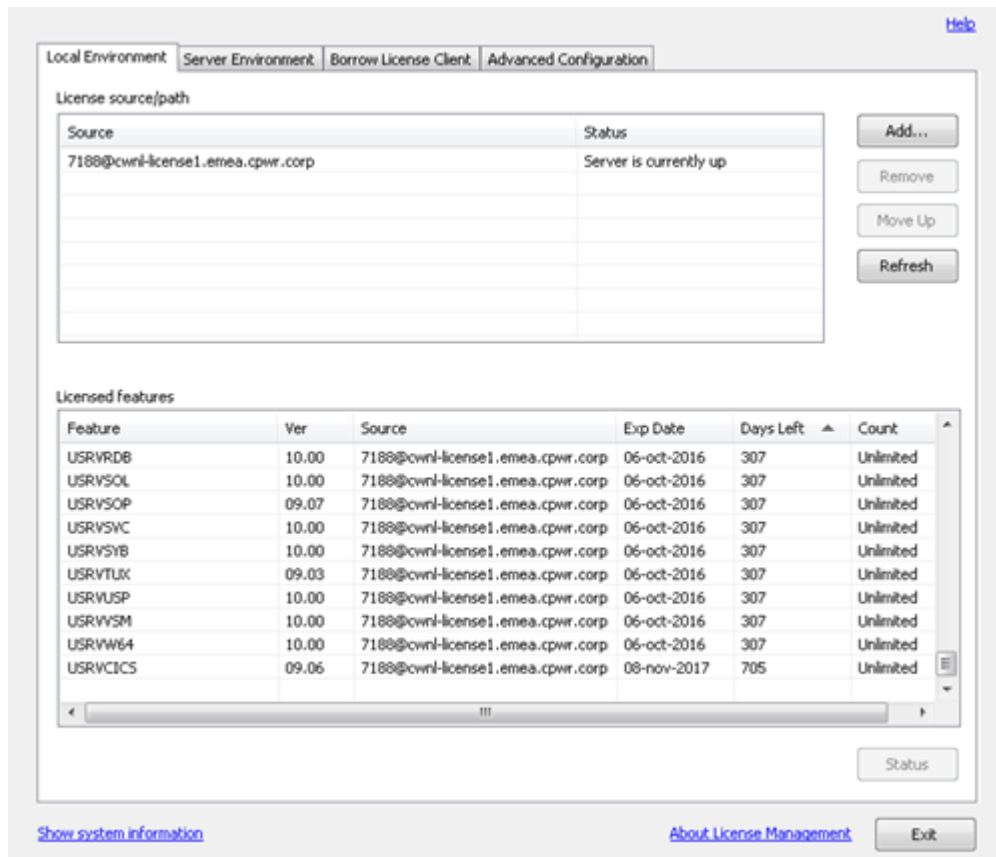 Help
Local Environment Server Environment Borrow License Client Advanced Configuration
License source/path
Source Status
7188@cwnl-license1.emea.cpwr.corp Server is currently up
Add...
Remove
Move Up
Refresh
Licensed features
Feature Ver Source Exp Date Days Left Count
USRVRDB 10.00 7188@cwnl-license1.emea.cpwr.corp 06-oct-2016 307 Unlimited
USRVSOL 10.00 7188@cwnl-license1.emea.cpwr.corp 06-oct-2016 307 Unlimited
USRVSOP 09.07 7188@cwnl-license1.emea.cpwr.corp 06-oct-2016 307 Unlimited
USRVSVC 10.00 7188@cwnl-license1.emea.cpwr.corp 06-oct-2016 307 Unlimited
USRVSYB 10.00 7188@cwnl-license1.emea.cpwr.corp 06-oct-2016 307 Unlimited
USRVTUX 09.03 7188@cwnl-license1.emea.cpwr.corp 06-oct-2016 307 Unlimited
USRVUSP 10.00 7188@cwnl-license1.emea.cpwr.corp 06-oct-2016 307 Unlimited
USRVVSM 10.00 7188@cwnl-license1.emea.cpwr.corp 06-oct-2016 307 Unlimited
USRVW64 10.00 7188@cwnl-license1.emea.cpwr.corp 06-oct-2016 307 Unlimited
USRVCICS 09.06 7188@cwnl-license1.emea.cpwr.corp 08-nov-2017 705 Unlimited
Status
Show system information About License Management Exit